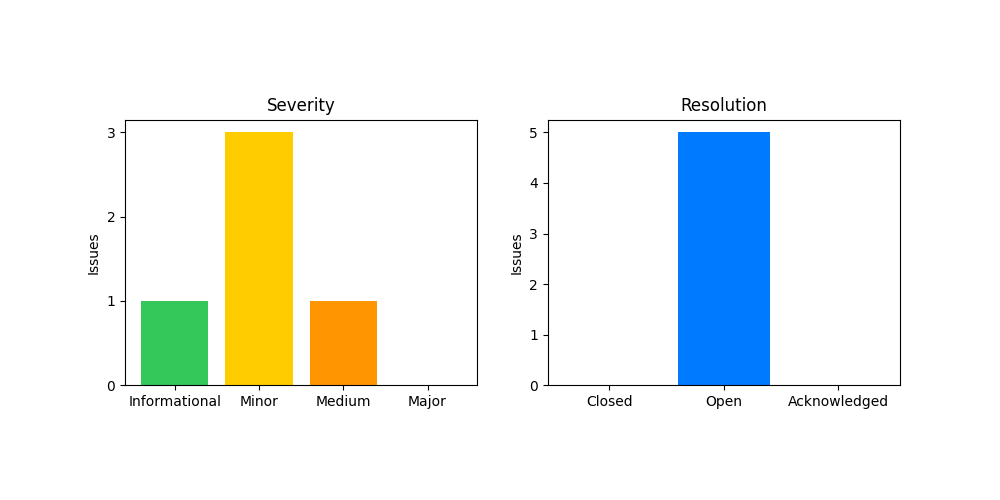 Severity
Issues
3
2
1
0
Informational Minor Medium Major
Resolution
Issues
5
4
3
2
1
0
Closed Open Acknowledged